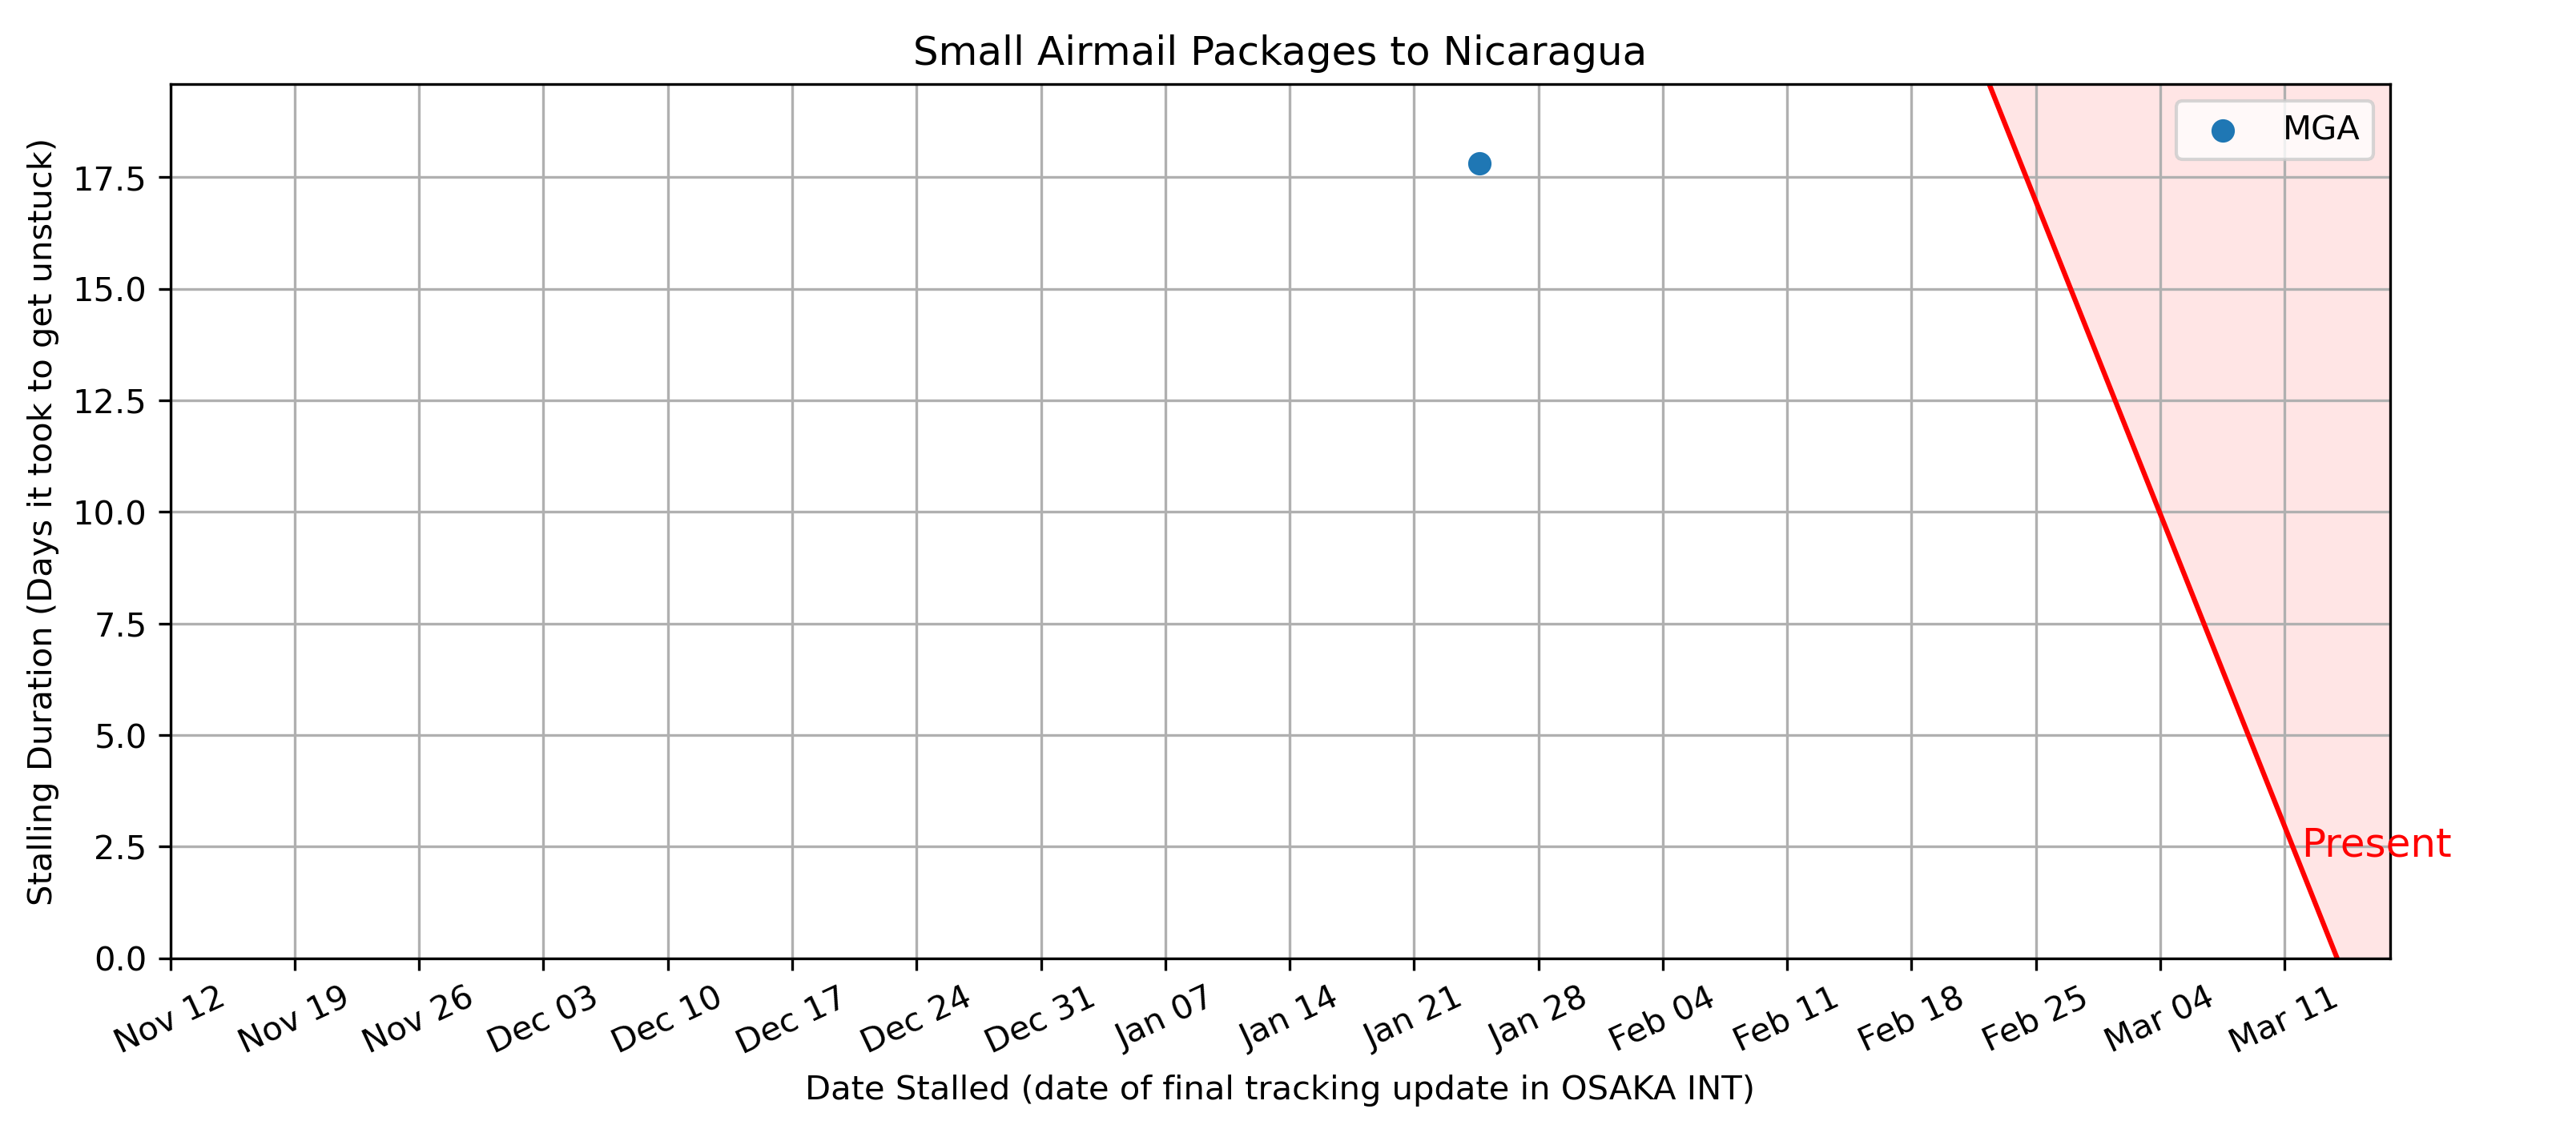 Small Airmail Packages to Nicaragua
MGA
Stalling Duration (Days it took to get unstuck)
17.5
15.0
12.5
10.0
7.5
5.0
2.5
0.0
Present
Nov 12 Nov 19 Nov 26 Dec 03 Dec 10 Dec 17 Dec 24 Dec 31 Jan 07 Jan 14 Jan 21 Jan 28 Feb 04 Feb 11 Feb 18 Feb 25 Mar 04 Mar 11
Date Stalled (date of final tracking update in OSAKA INT)